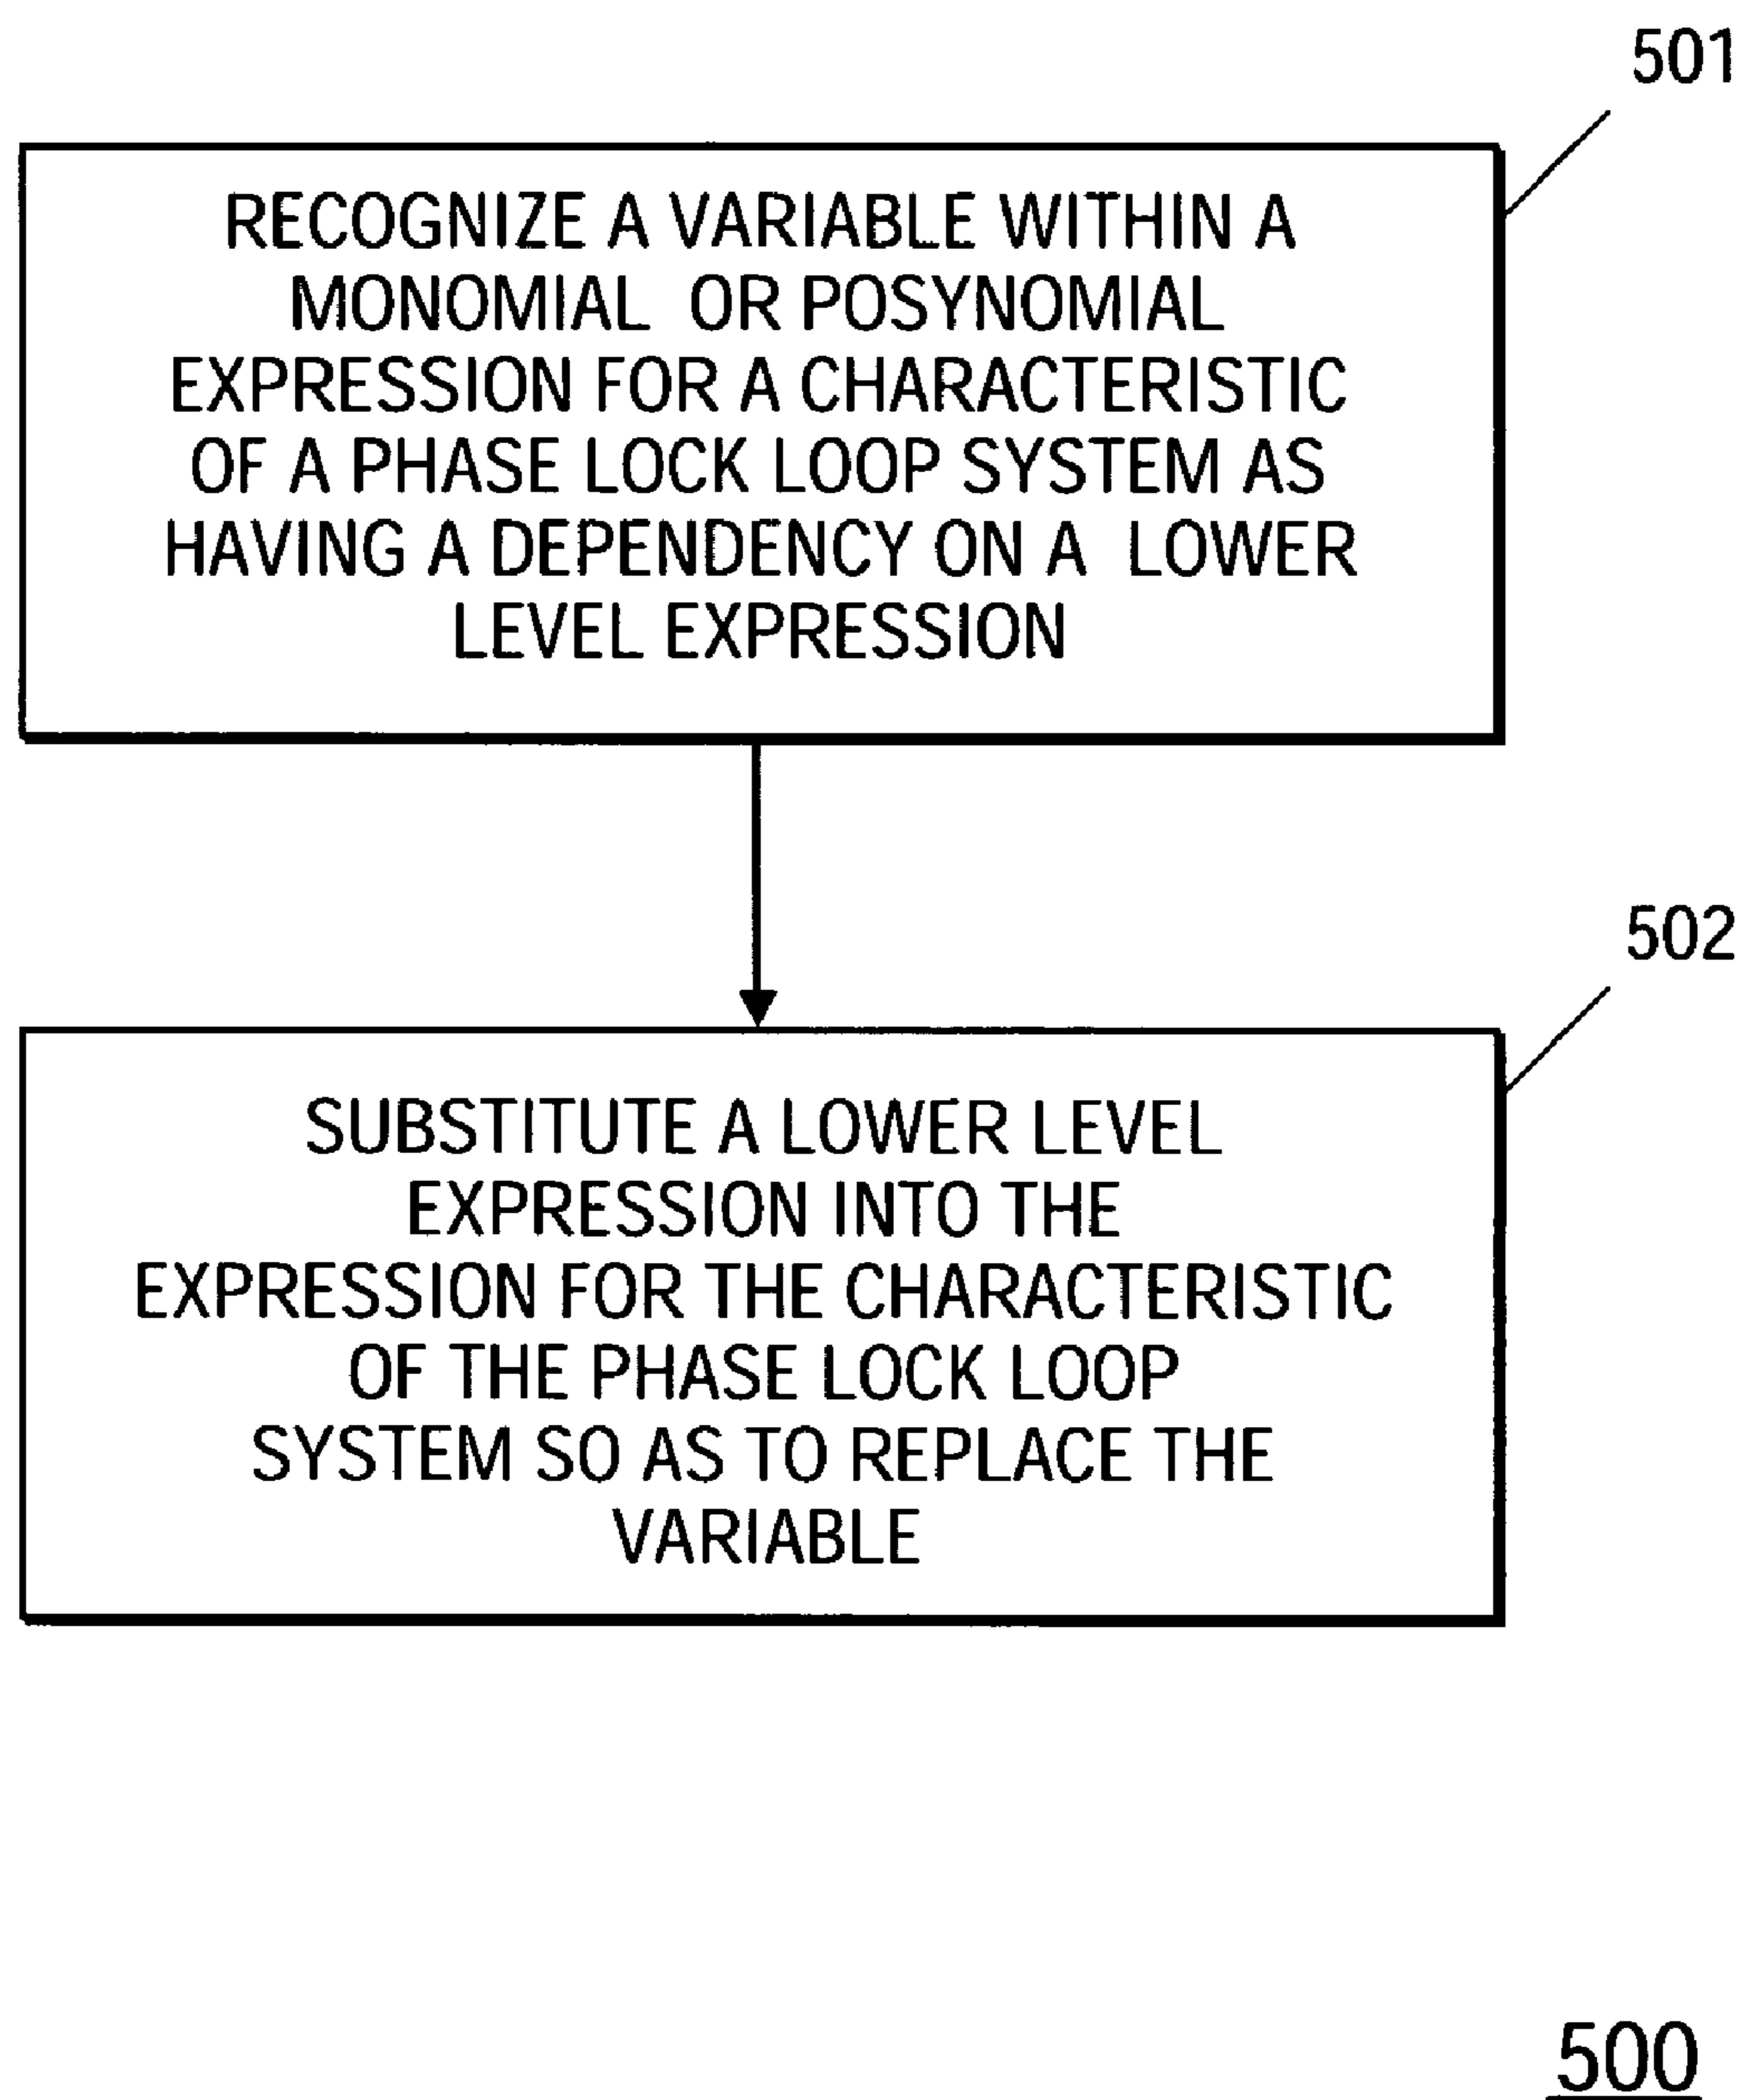 501
RECOGNIZE A VARIABLE WITHIN A
MONOMIAL OR POSYNOMIAL
EXPRESSION FOR A CHARACTERISTIC
OF A PHASE LOCK LOOP SYSTEM AS
HAVING A DEPENDENCY ON A LOWER
LEVEL EXPRESSION
502
SUBSTITUTE A LOWER LEVEL
EXPRESSION INTO THE
EXPRESSION FOR THE CHARACTERISTIC
OF THE PHASE LOCK LOOP
SYSTEM SO AS TO REPLACE THE
VARIABLE
500